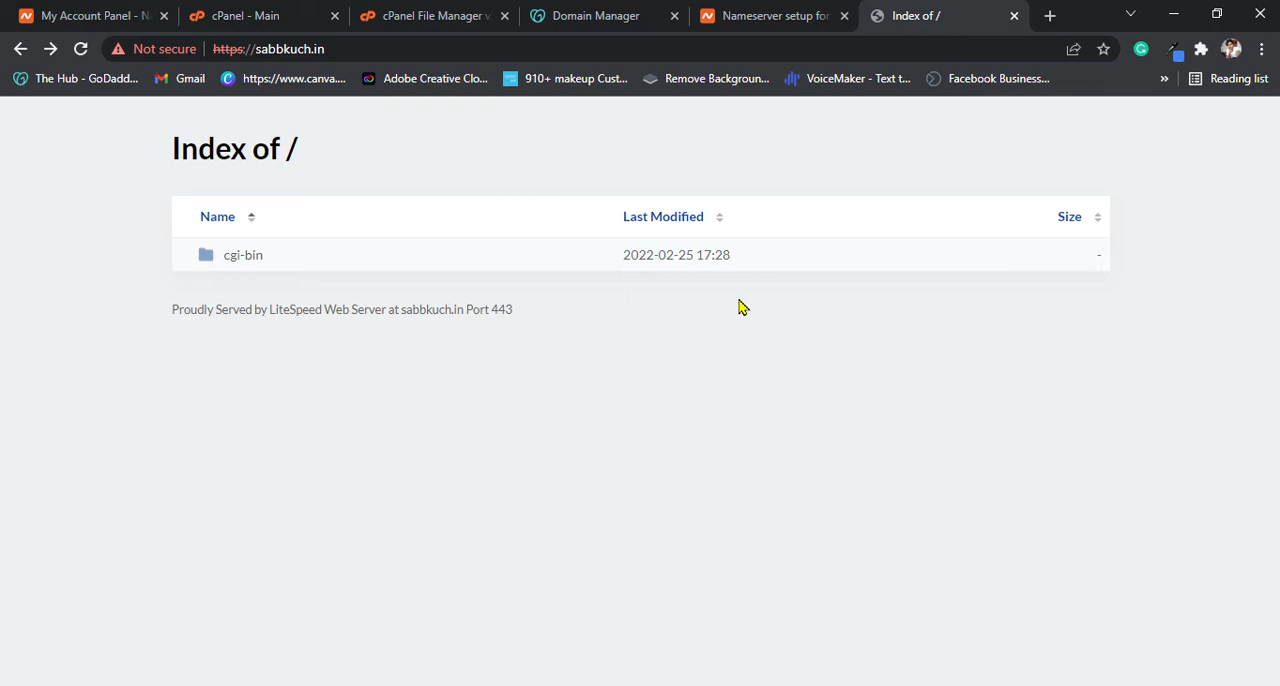 My Account Panel - N
cPanel - Main
cPanel File Manager v
Domain Manager
Nameserver setup for
Index of /
Not secure
https://sabbkuch.in
The Hub - GoDadd...
Gmail
https://www.canva....
Adobe Creative Clo...
910+ makeup Cust...
Remove Backgroun...
VoiceMaker - Text t...
Facebook Business...
»
Reading list
Index of /
Name
Last Modified
Size
cgi-bin
2022-02-25 17:28
-
Proudly Served by LiteSpeed Web Server at sabbkuch.in Port 443